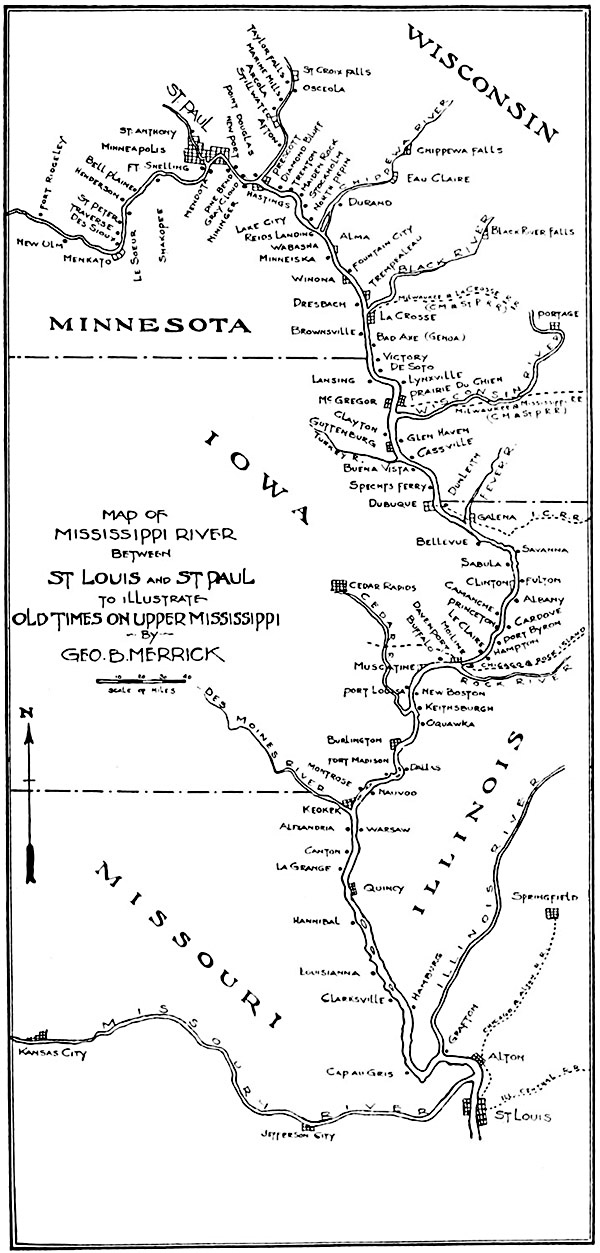 WISCONSIN
TAYLOR FALLS
MARINE MILLS
ARCOLA
STILLWATER
AFTON
ST CROIX FALLS
OSCEOLA
ST. PAUL
POINT DOUGLAS
NEWPORT
ST. ANTHONY
MINNEAPOLIS
FT. SNELLING
MENDOTA
PINE BEND
GRAY CLOUD
NININGER
HASTINGS
PRESCOTT
DIAMOND BLUFF
TRENTON
MAIDEN ROCK
STOCKHOLM
NORTH PEPIN
CHIPPEWA RIVER
CHIPPEWA FALLS
EAU CLAIRE
DURAND
FORT RIDGELEY
BELL PLAINE
HENDERSON
ST PETER
TRAVERSE
DES SIOUX
NEW ULM
MENKATO
LE SOEUR
SHAKOPEE
LAKE CITY
REIDS LANDING
WABASHA
MINNEISKA
ALMA
FOUNTAIN CITY
TREMPEALEAU
BLACK RIVER
BLACK RIVER FALLS
WINONA
DRESBACH
LA CROSSE
MILWAUKEE & LA CROSSE R.R.
(C M & ST P R R)
PORTAGE
MINNESOTA
BROWNSVILLE
BAD AXE (GENOA)
VICTORY
DE SOTO
LANSING
LYNXVILLE
PRAIRIE DU CHIEN
WISCONSIN RIVER
MC GREGOR
MILWAUKEE & MISSISSIPPI
(C M & ST P R R)
CLAYTON
GUTTENBURG
TURKEY R.
GLEN HAVEN
CASSVILLE
IOWA
BUENA VISTA
SPECHTS FERRY
DUNLEITH
FEVER R.
DUBUQUE
GALENA
I. C. R. R.
BELLEVUE
SAVANNA
SABULA
CLINTON
FULTON
CAMANCHE
ALBANY
PRINCETON
CARDOVE
LE CLAIRE
PORT BYRON
HAMPTON
MOLINE
DAVENPORT
BUFFALO
CHICAGO & ROCK ISLAND
ROCK RIVER
MAP OF
MISSISSIPPI RIVER
BETWEEN
ST LOUIS AND ST PAUL
TO ILLUSTRATE
OLD TIMES ON UPPER MISSISSIPPI
BY
GEO. B. MERRICK
SCALE OF MILES
CEDAR RAPIDS
CEDAR R
MUSCATINE
PORT LOUISA
NEW BOSTON
KEITHSBURGH
OQUAWKA
N
DES MOINES RIVER
BURLINGTON
FORT MADISON
MONTROSE
DALLAS
NAUVOO
KEOKEK
ALEXANDRIA
WARSAW
CANTON
LA GRANGE
QUINCY
ILLINOIS
ILLINOIS RIVER
SPRINGFIELD
MISSOURI
HANNIBAL
LOUISIANNA
CLARKSVILLE
HAMBURG
GRAFTON
ALTON
CAP AU GRIS
MISSOURI RIVER
KANSAS CITY
JEFFERSON CITY
ST LOUIS